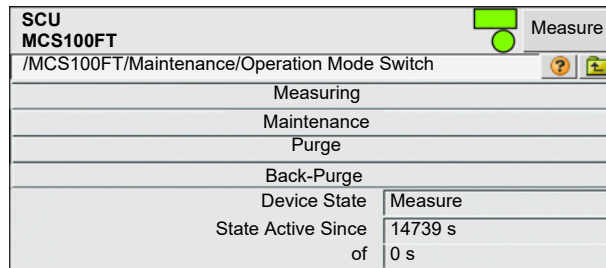 SCU
MCS100FT
Measure
/MCS100FT/Maintenance/Operation Mode Switch
?
Measuring
Maintenance
Purge
Back-Purge
Device State Measure
State Active Since 14739 s
of 0 s